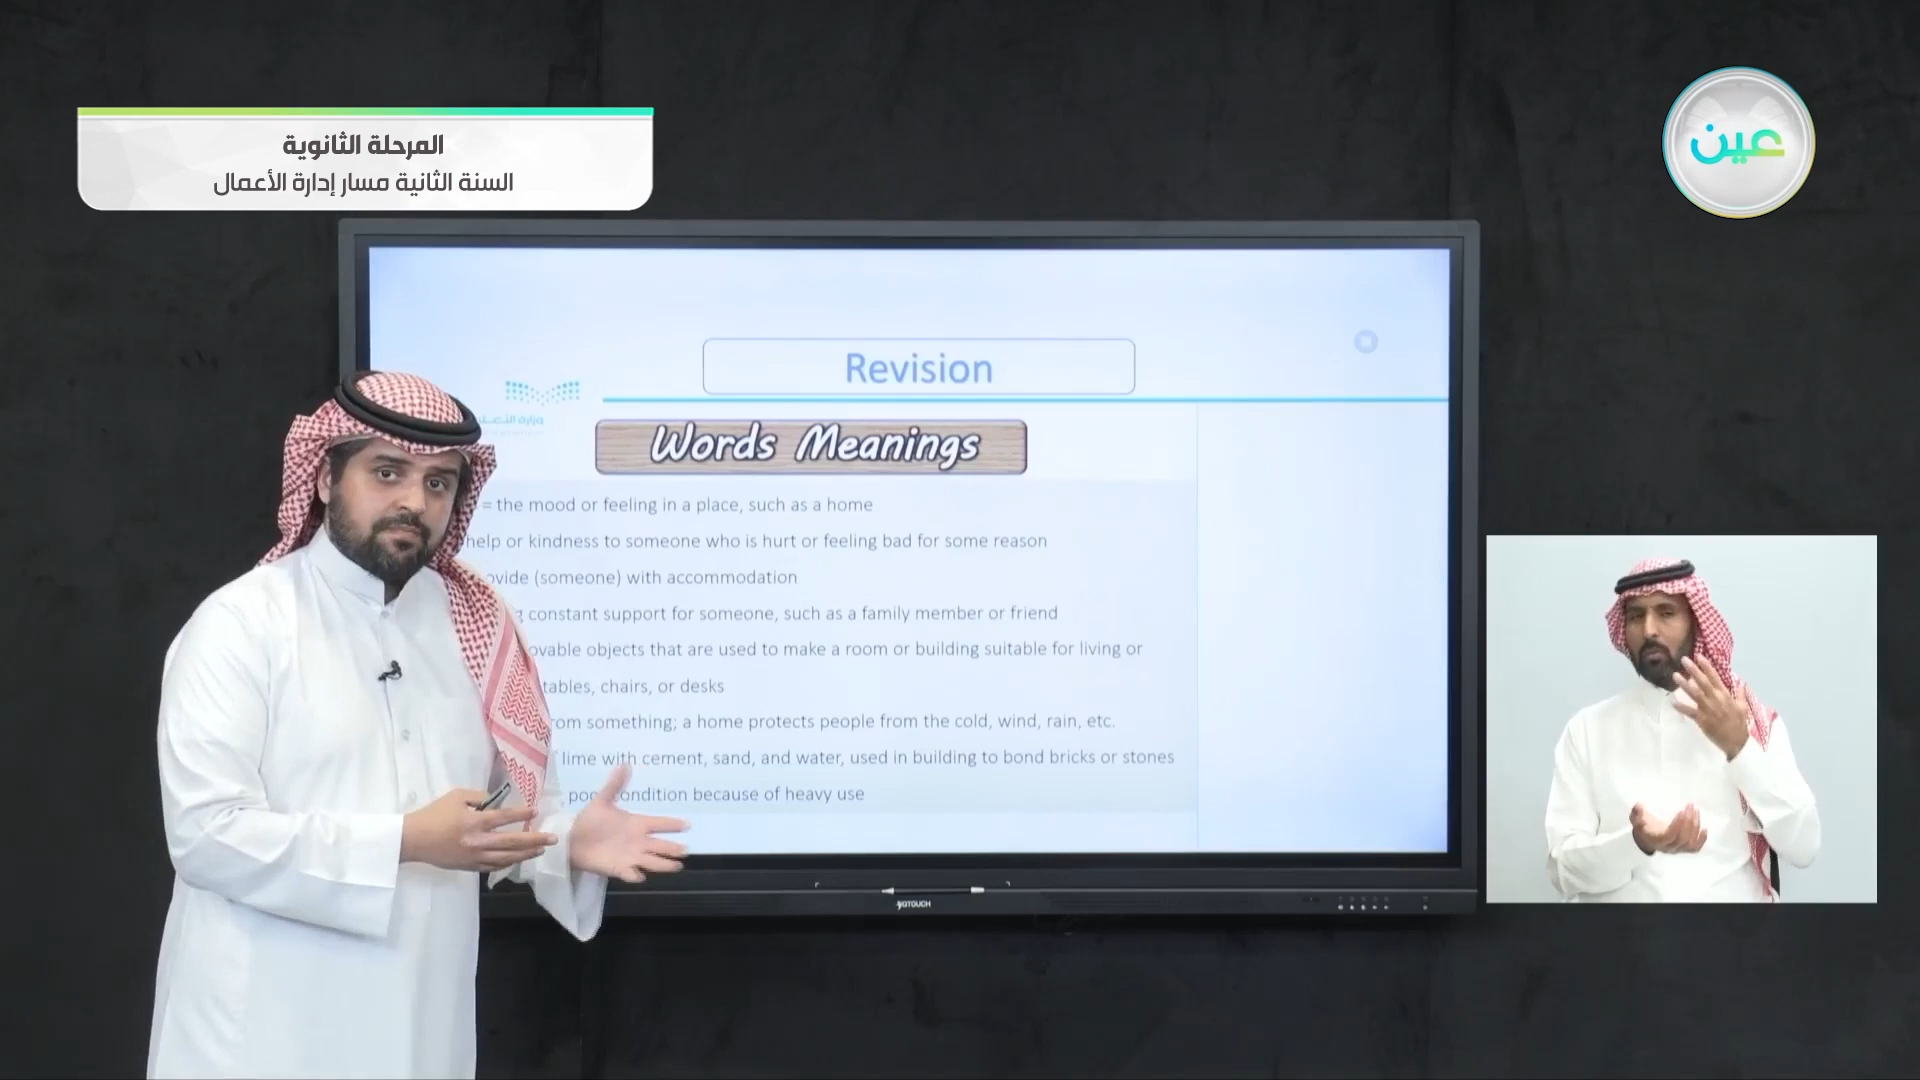 المرحلة الثانوية
السنة الثانية مسار إدارة الأعمال
عين
Revision
Words Meanings
= the mood or feeling in a place, such as a home
help or kindness to someone who is hurt or feeling bad for some reason
ovide (someone) with accommodation
constant support for someone, such as a family member or friend
ovable objects that are used to make a room or building suitable for living or
tables, chairs, or desks
om something; a home protects people from the cold, wind, rain, etc.
lime with cement, sand, and water, used in building to bond bricks or stones
poor condition because of heavy use